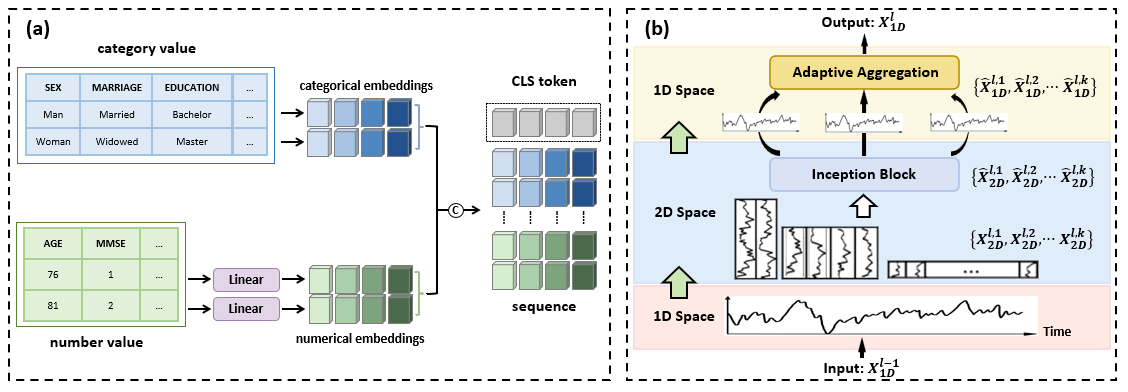 (a)
category value
SEX MARRIAGE EDUCATION ...
Man Married Bachelor ...
Woman Widowed Master ...
categorical embeddings
CLS token
C
number value
AGE MMSE ...
76 1 ...
81 2 ...
Linear
Linear
numerical embeddings
sequence
(b)
Output: $X_{1D}^{l}$
1D Space
Adaptive Aggregation
$\{\hat{X}_{1D}^{l,1}, \hat{X}_{1D}^{l,2}, \cdots \hat{X}_{1D}^{l,k}\}$
2D Space
Inception Block
$\{\hat{X}_{2D}^{l,1}, \hat{X}_{2D}^{l,2}, \cdots \hat{X}_{2D}^{l,k}\}$
$\{X_{2D}^{l,1}, X_{2D}^{l,2}, \cdots X_{2D}^{l,k}\}$
...
1D Space
Time
Input: $X_{1D}^{l-1}$